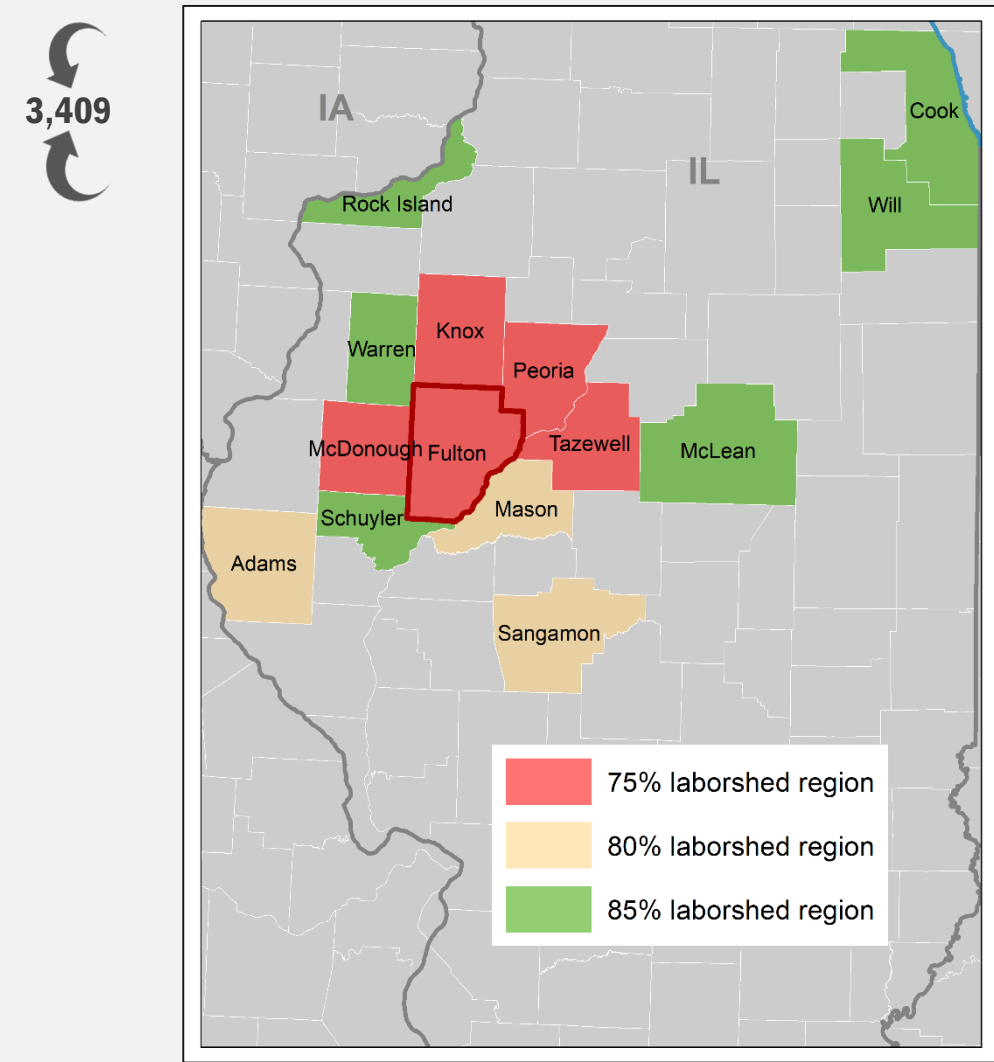 3,409
IA
IL
Cook
Will
Rock Island
Knox
Warren
Peoria
McDonough
Fulton
Tazewell
McLean
Mason
Schuyler
Adams
Sangamon
75% laborshed region
80% laborshed region
85% laborshed region